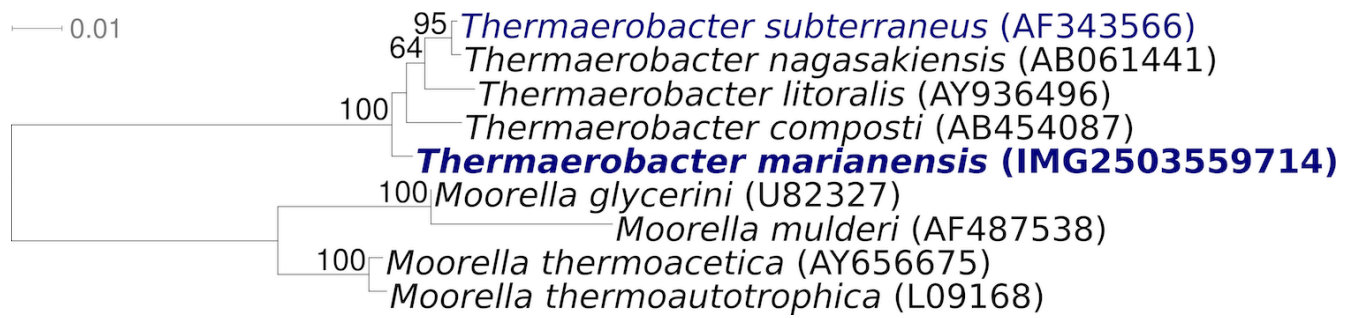 0.01
95
Thermaerobacter subterraneus (AF343566)
64
Thermaerobacter nagasakiensis (AB061441)
Thermaerobacter litoralis (AY936496)
100
Thermaerobacter composti (AB454087)
Thermaerobacter marianensis (IMG2503559714)
100
Moorella glycerini (U82327)
Moorella mulderi (AF487538)
100
Moorella thermoacetica (AY656675)
Moorella thermoautotrophica (L09168)